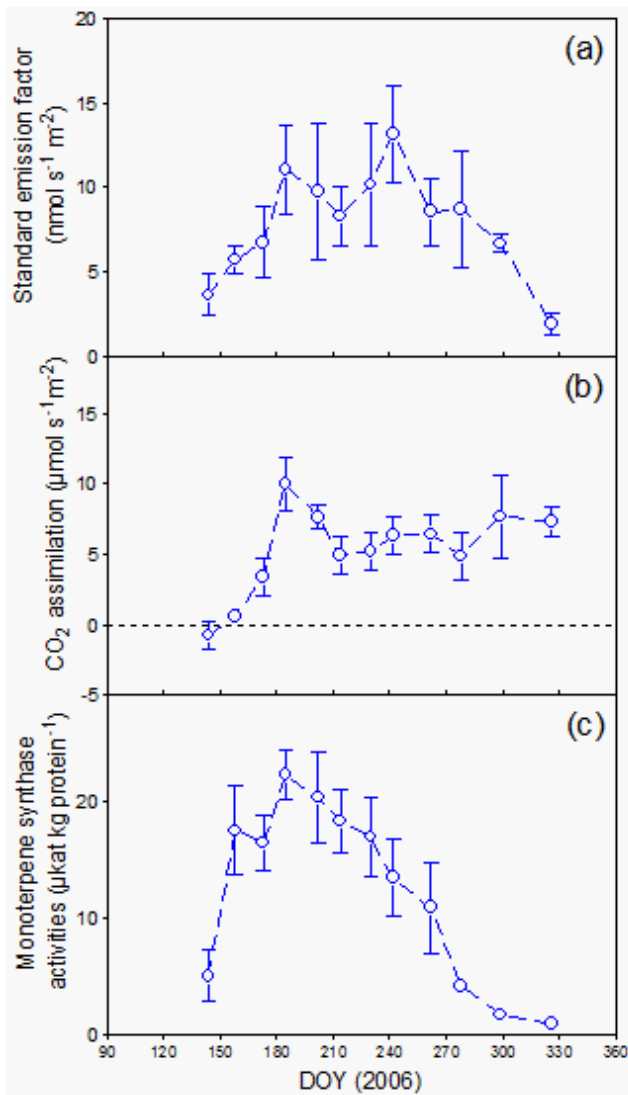 20
(a)
15
10
5
0
Standard emission factor
(nmol s-1 m-2)
(b)
15
10
5
0
-5
CO2 assimilation (µmol s-1m-2)
(c)
20
10
0
Monoterpene synthase
activities (µkat kg protein-1)
90 120 150 180 210 240 270 300 330 360
DOY (2006)